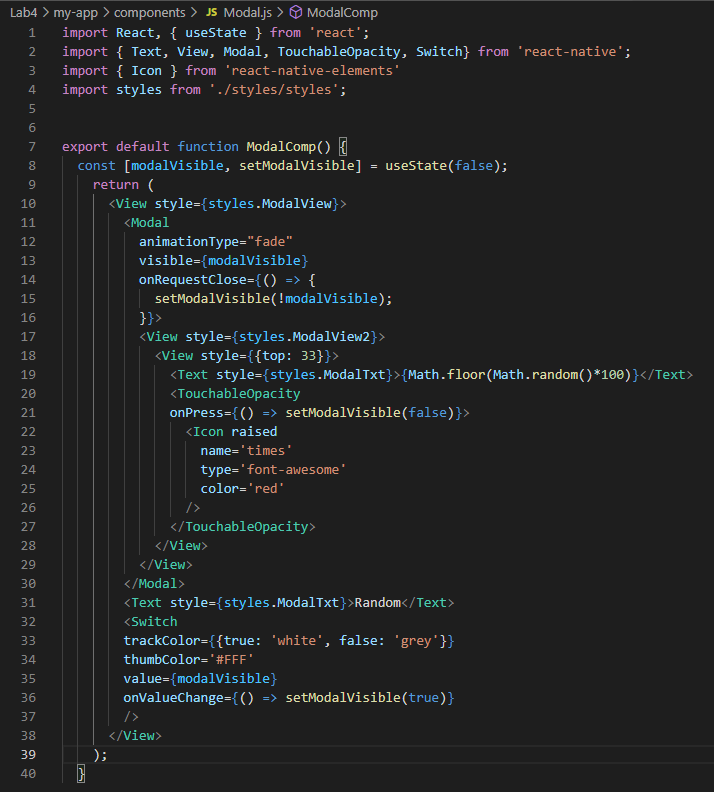 Lab4 > my-app > components > JS Modal.js > ModalComp
1 import React, { useState } from 'react';
2 import { Text, View, Modal, TouchableOpacity, Switch} from 'react-native';
3 import { Icon } from 'react-native-elements'
4 import styles from './styles/styles';
5
6
7 export default function ModalComp() {
8   const [modalVisible, setModalVisible] = useState(false);
9     return (
10       <View style={styles.ModalView}>
11         <Modal
12           animationType="fade"
13           visible={modalVisible}
14           onRequestClose={() => {
15             setModalVisible(!modalVisible);
16           }}>
17           <View style={styles.ModalView2}>
18             <View style={{top: 33}}>
19               <Text style={styles.ModalTxt}>{Math.floor(Math.random()*100)}</Text>
20               <TouchableOpacity
21               onPress={() => setModalVisible(false)}>
22                 <Icon raised
23                   name='times'
24                   type='font-awesome'
25                   color='red'
26                 />
27               </TouchableOpacity>
28             </View>
29           </View>
30         </Modal>
31         <Text style={styles.ModalTxt}>Random</Text>
32         <Switch
33         trackColor={{true: 'white', false: 'grey'}}
34         thumbColor='#FFF'
35         value={modalVisible}
36         onValueChange={() => setModalVisible(true)}
37         />
38       </View>
39     );
40   }